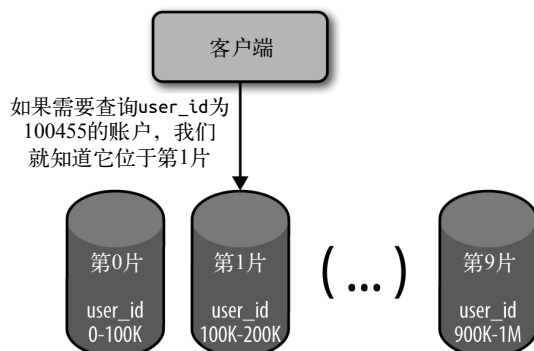 客户端
如果需要查询user_id为
100455的账户，我们
就知道它位于第1片
第0片
user_id
0-100K
第1片
user_id
100K-200K
(...)
第9片
user_id
900K-1M